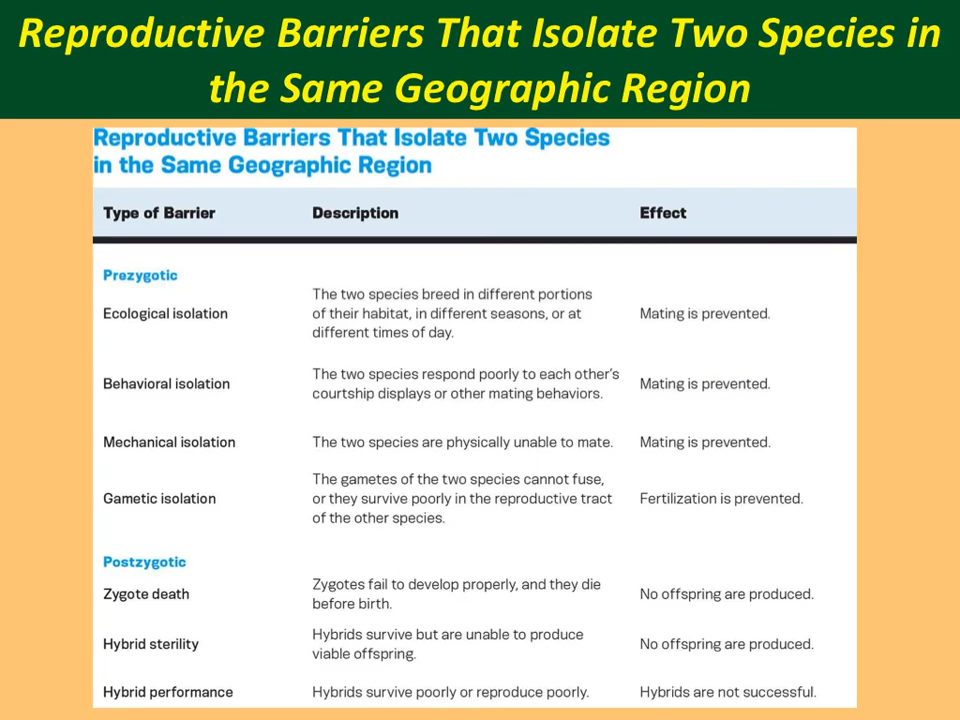 Reproductive Barriers That Isolate Two Species in
the Same Geographic Region
Reproductive Barriers That Isolate Two Species
in the Same Geographic Region
Type of Barrier Description Effect
Prezygotic
Ecological isolation
The two species breed in different portions
of their habitat, in different seasons, or at
different times of day.
Mating is prevented.
Behavioral isolation
The two species respond poorly to each other's
courtship displays or other mating behaviors.
Mating is prevented.
Mechanical isolation
The two species are physically unable to mate.
Mating is prevented.
Gametic isolation
The gametes of the two species cannot fuse,
or they survive poorly in the reproductive tract
of the other species.
Fertilization is prevented.
Postzygotic
Zygote death
Zygotes fail to develop properly, and they die
before birth.
No offspring are produced.
Hybrid sterility
Hybrids survive but are unable to produce
viable offspring.
No offspring are produced.
Hybrid performance
Hybrids survive poorly or reproduce poorly.
Hybrids are not successful.